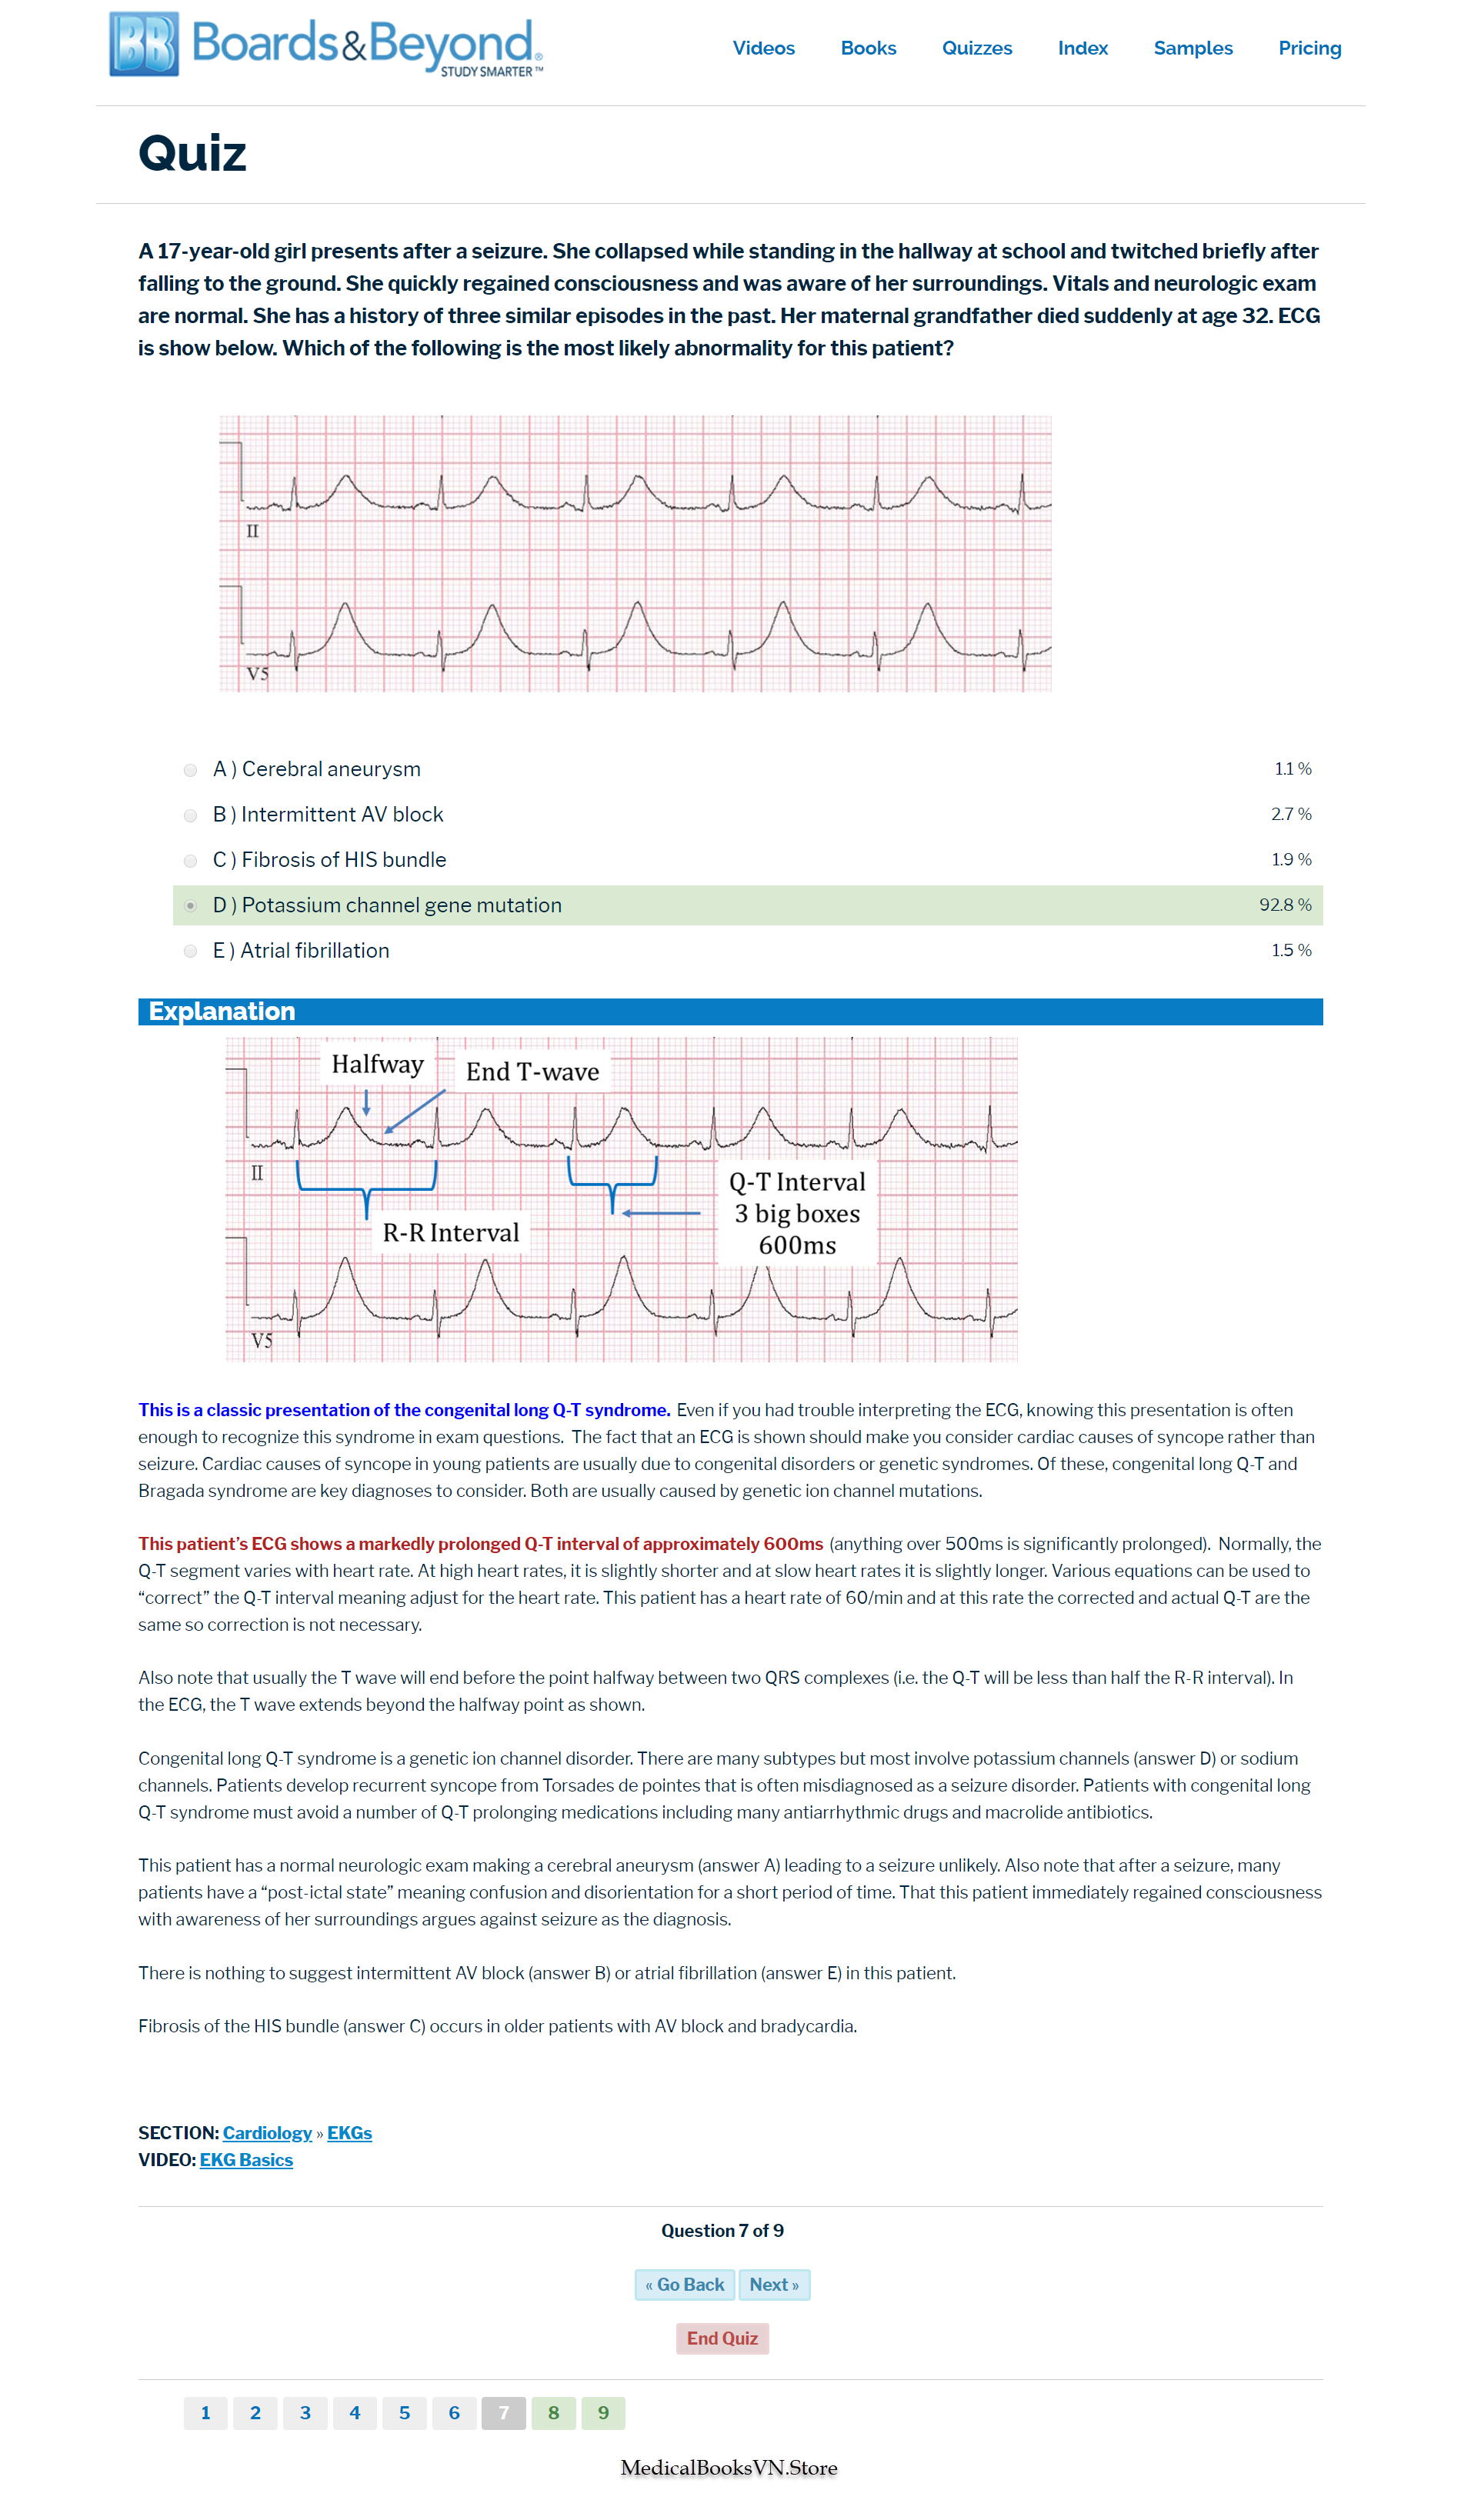 BB Boards&Beyond®
STUDY SMARTER™
Videos Books Quizzes Index Samples Pricing
Quiz
A 17-year-old girl presents after a seizure. She collapsed while standing in the hallway at school and twitched briefly after
falling to the ground. She quickly regained consciousness and was aware of her surroundings. Vitals and neurologic exam
are normal. She has a history of three similar episodes in the past. Her maternal grandfather died suddenly at age 32. ECG
is show below. Which of the following is the most likely abnormality for this patient?
II
V5
A ) Cerebral aneurysm 1.1 %
B ) Intermittent AV block 2.7 %
C ) Fibrosis of HIS bundle 1.9 %
D ) Potassium channel gene mutation 92.8 %
E ) Atrial fibrillation 1.5 %
Explanation
Halfway
End T-wave
II
R-R Interval
Q-T Interval
3 big boxes
600ms
V5
This is a classic presentation of the congenital long Q-T syndrome. Even if you had trouble interpreting the ECG, knowing this presentation is often
enough to recognize this syndrome in exam questions. The fact that an ECG is shown should make you consider cardiac causes of syncope rather than
seizure. Cardiac causes of syncope in young patients are usually due to congenital disorders or genetic syndromes. Of these, congenital long Q-T and
Bragada syndrome are key diagnoses to consider. Both are usually caused by genetic ion channel mutations.
This patient’s ECG shows a markedly prolonged Q-T interval of approximately 600ms (anything over 500ms is significantly prolonged). Normally, the
Q-T segment varies with heart rate. At high heart rates, it is slightly shorter and at slow heart rates it is slightly longer. Various equations can be used to
“correct” the Q-T interval meaning adjust for the heart rate. This patient has a heart rate of 60/min and at this rate the corrected and actual Q-T are the
same so correction is not necessary.
Also note that usually the T wave will end before the point halfway between two QRS complexes (i.e. the Q-T will be less than half the R-R interval). In
the ECG, the T wave extends beyond the halfway point as shown.
Congenital long Q-T syndrome is a genetic ion channel disorder. There are many subtypes but most involve potassium channels (answer D) or sodium
channels. Patients develop recurrent syncope from Torsades de pointes that is often misdiagnosed as a seizure disorder. Patients with congenital long
Q-T syndrome must avoid a number of Q-T prolonging medications including many antiarrhythmic drugs and macrolide antibiotics.
This patient has a normal neurologic exam making a cerebral aneurysm (answer A) leading to a seizure unlikely. Also note that after a seizure, many
patients have a “post-ictal state” meaning confusion and disorientation for a short period of time. That this patient immediately regained consciousness
with awareness of her surroundings argues against seizure as the diagnosis.
There is nothing to suggest intermittent AV block (answer B) or atrial fibrillation (answer E) in this patient.
Fibrosis of the HIS bundle (answer C) occurs in older patients with AV block and bradycardia.
SECTION: Cardiology » EKGs
VIDEO: EKG Basics
Question 7 of 9
« Go Back Next »
End Quiz
1 2 3 4 5 6 7 8 9
MedicalBooksVN.Store